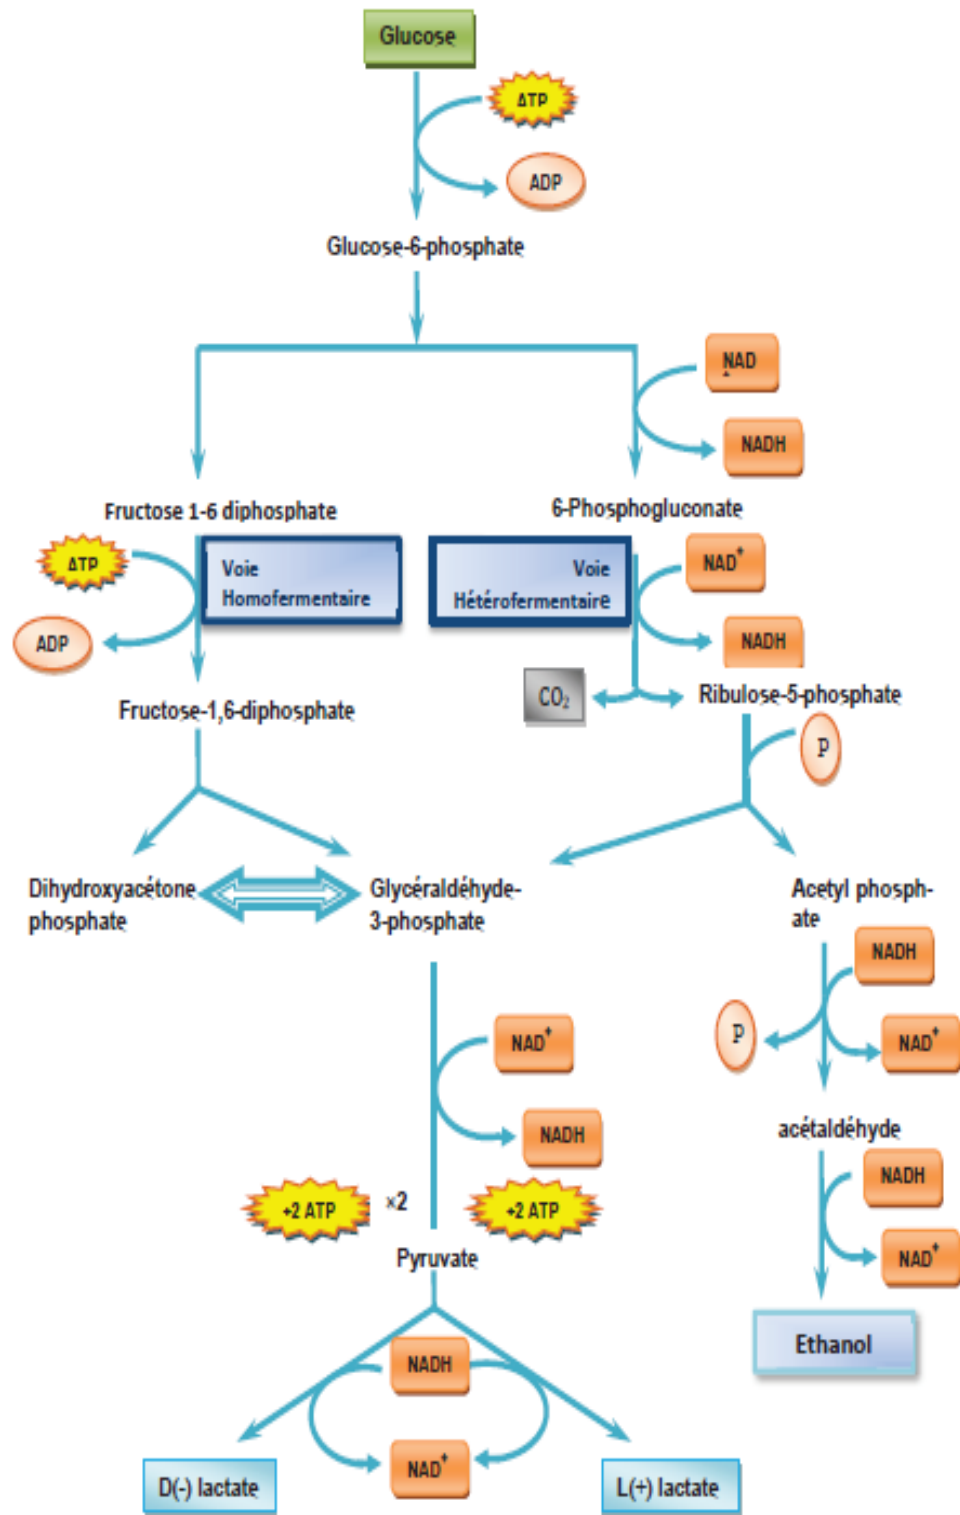 Glucose
ATP
ADP
Glucose-6-phosphate
NAD
NADH
Fructose 1-6 diphosphate
6-Phosphogluconate
ATP
Voie
Homofermentaire
Voie
Hétérofermentaire
NAD+
ADP
NADH
CO2
Ribulose-5-phosphate
Fructose-1,6-diphosphate
P
Dihydroxyacétone
phosphate
Glycéraldéhyde-
3-phosphate
Acetyl phosph-
ate
NADH
P
NAD+
NAD+
NADH
acétaldéhyde
NADH
+2 ATP
×2
+2 ATP
NAD+
Pyruvate
Ethanol
NADH
NAD+
D(-) lactate
L(+) lactate